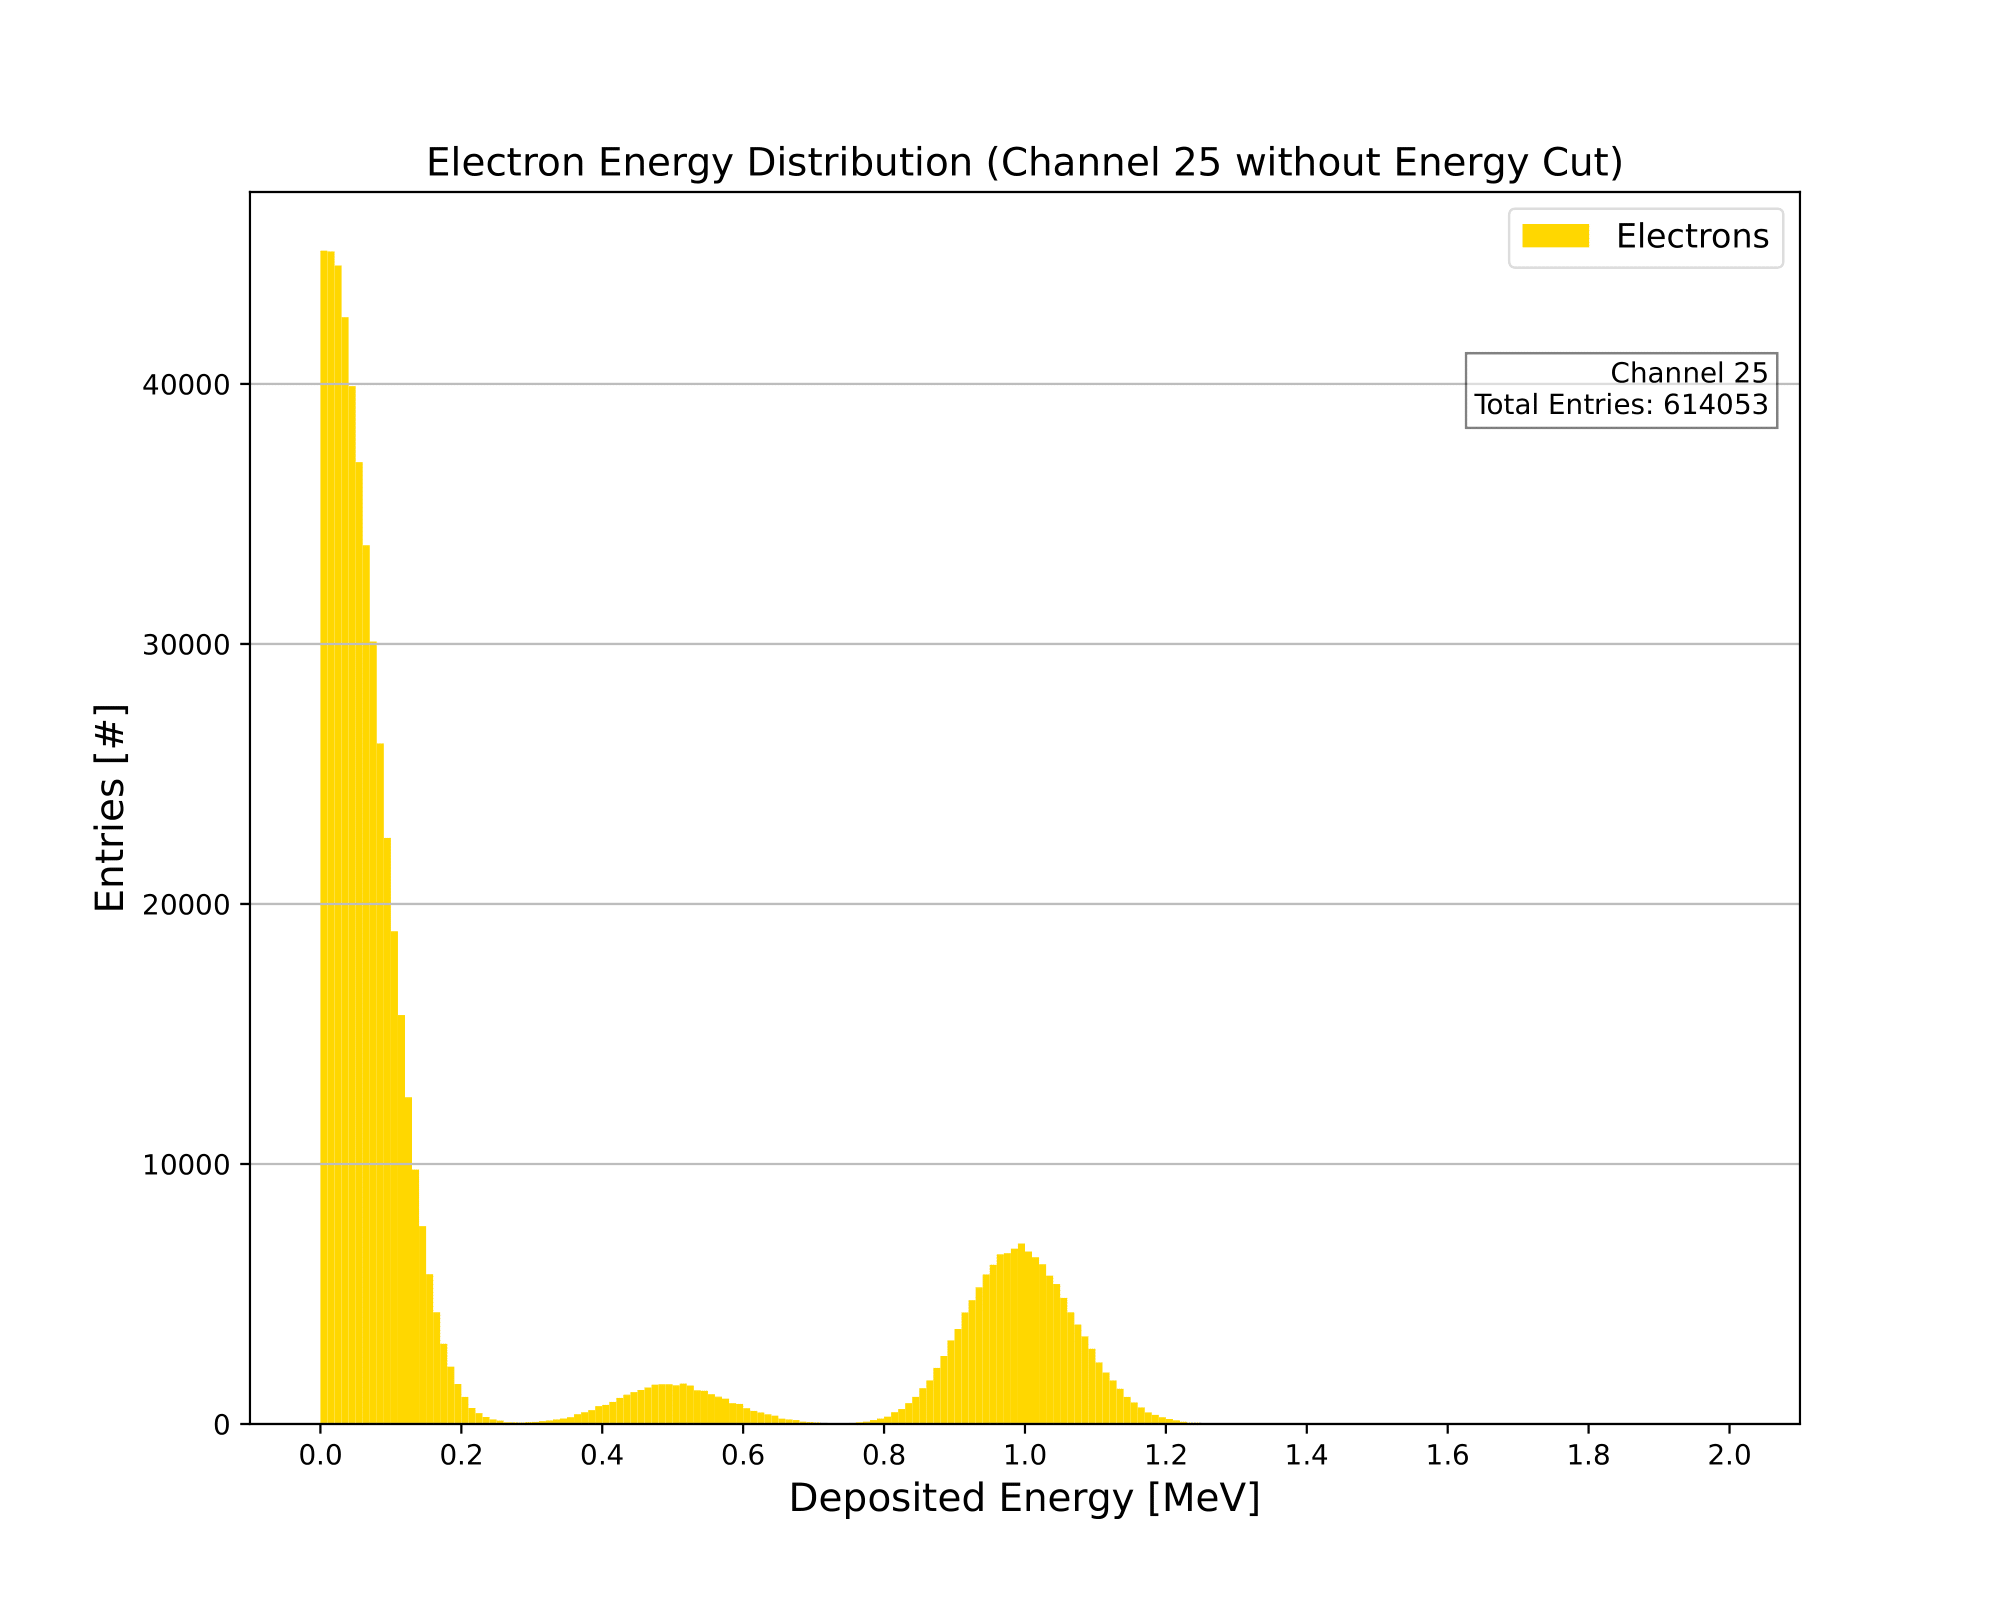 Electron Energy Distribution (Channel 25 without Energy Cut)
Electrons
Channel 25
Total Entries: 614053
Entries [#]
40000
30000
20000
10000
0
0.0 0.2 0.4 0.6 0.8 1.0 1.2 1.4 1.6 1.8 2.0
Deposited Energy [MeV]